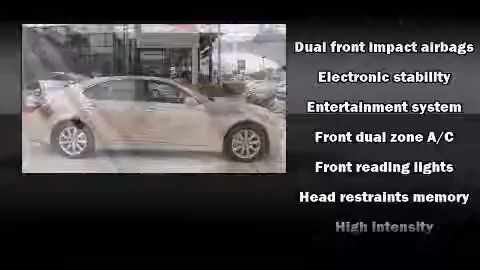 Dual front impact airbags
Electronic stability
Entertainment system
Front dual zone A/C
Front reading lights
Head restraints memory
High intensity